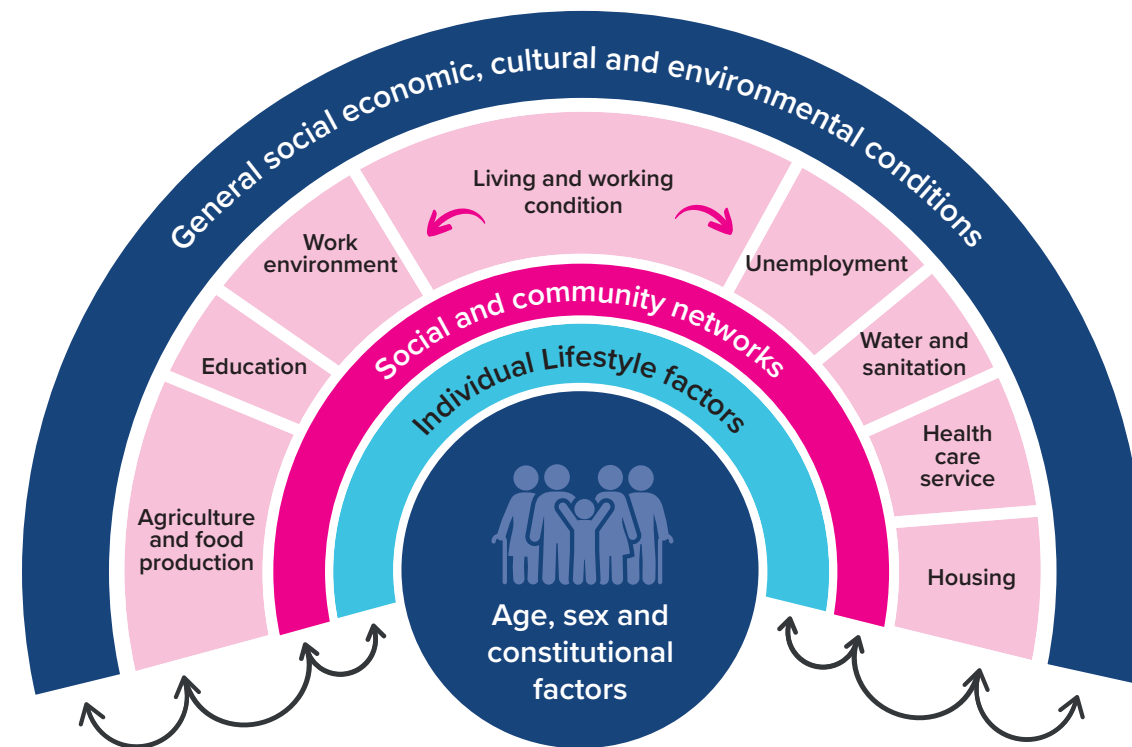 General social economic, cultural and environmental conditions
Living and working
condition
Work
environment
Unemployment
Education
Water and
sanitation
Agriculture
and food
production
Health
care
service
Housing
Social and community networks
Individual Lifestyle factors
Age, sex and
constitutional
factors